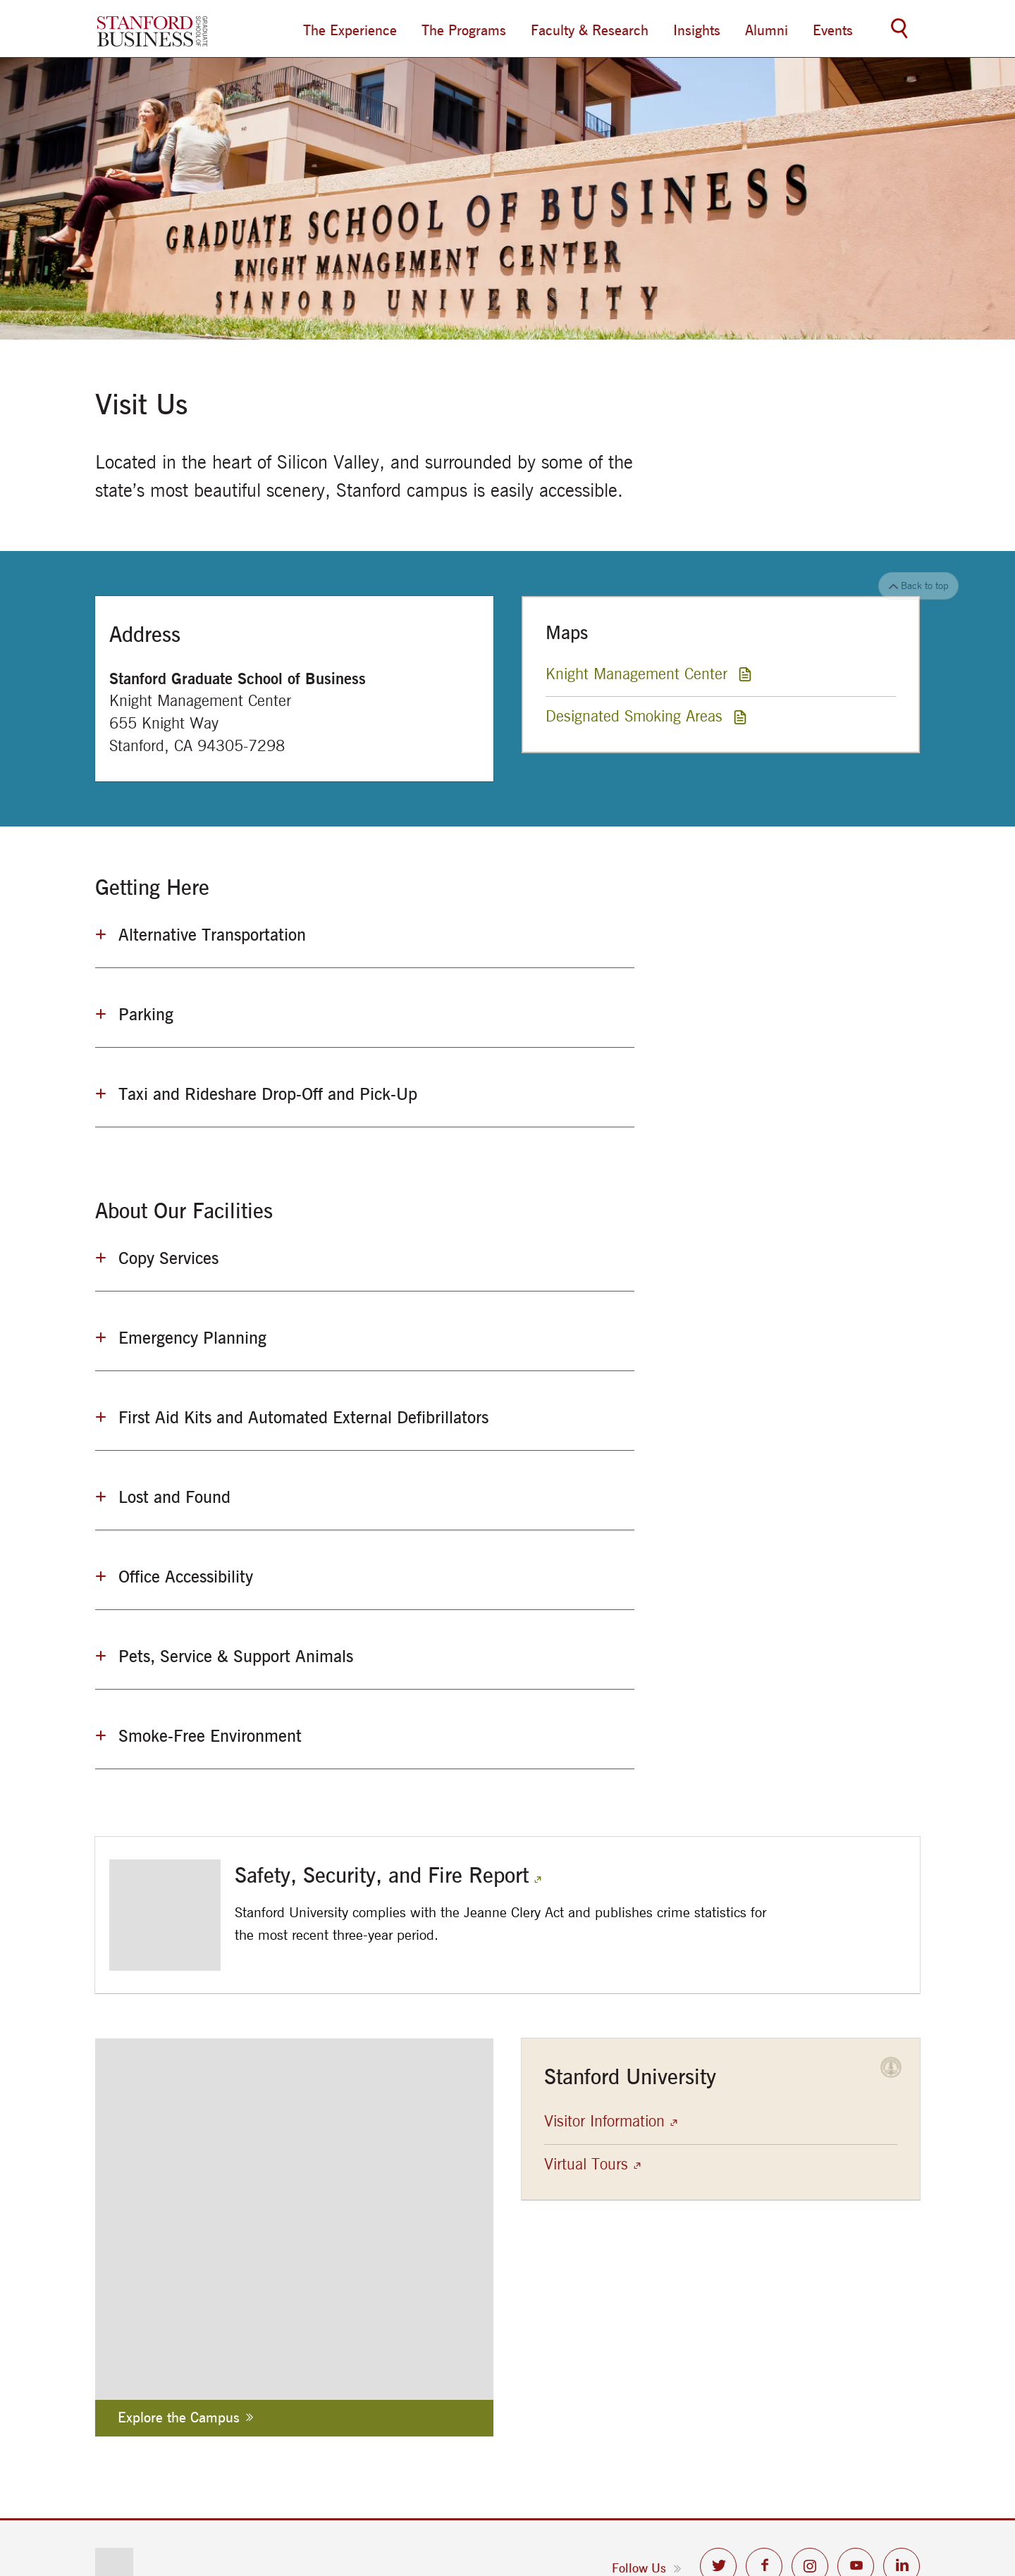 STANFORD
BUSINESS
GRADUATE
SCHOOL OF
The Experience
The Programs
Faculty & Research
Insights
Alumni
Events
GRADUATE SCHOOL OF BUSINESS
KNIGHT MANAGEMENT CENTER
STANFORD UNIVERSITY
Visit Us
Located in the heart of Silicon Valley, and surrounded by some of the
state’s most beautiful scenery, Stanford campus is easily accessible.
Back to top
Address
Stanford Graduate School of Business
Knight Management Center
655 Knight Way
Stanford, CA 94305-7298
Maps
Knight Management Center
Designated Smoking Areas
Getting Here
+ Alternative Transportation
+ Parking
+ Taxi and Rideshare Drop-Off and Pick-Up
About Our Facilities
+ Copy Services
+ Emergency Planning
+ First Aid Kits and Automated External Defibrillators
+ Lost and Found
+ Office Accessibility
+ Pets, Service & Support Animals
+ Smoke-Free Environment
Safety, Security, and Fire Report
Stanford University complies with the Jeanne Clery Act and publishes crime statistics for
the most recent three-year period.
Explore the Campus »
Stanford University
Visitor Information
Virtual Tours
Follow Us »